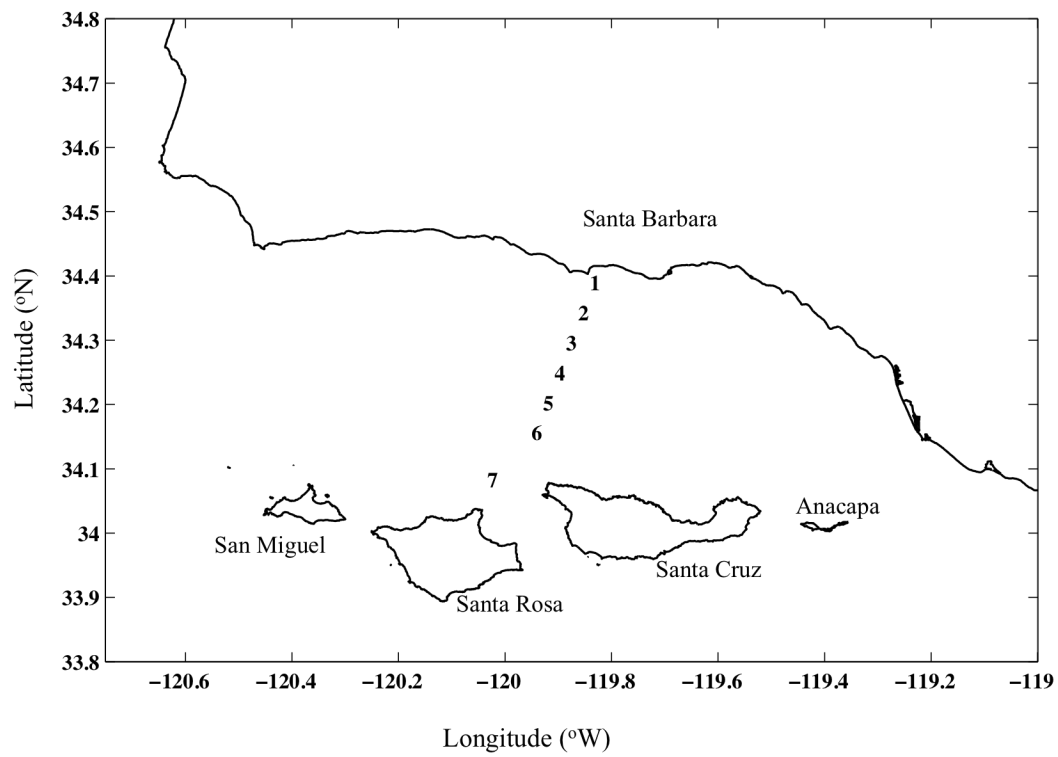 34.8
34.7
34.6
34.5
34.4
34.3
34.2
34.1
34
33.9
33.8
Latitude (°N)
Santa Barbara
1
2
3
4
5
6
7
San Miguel
Santa Rosa
Santa Cruz
Anacapa
−120.6 −120.4 −120.2 −120 −119.8 −119.6 −119.4 −119.2 −119
Longitude (°W)